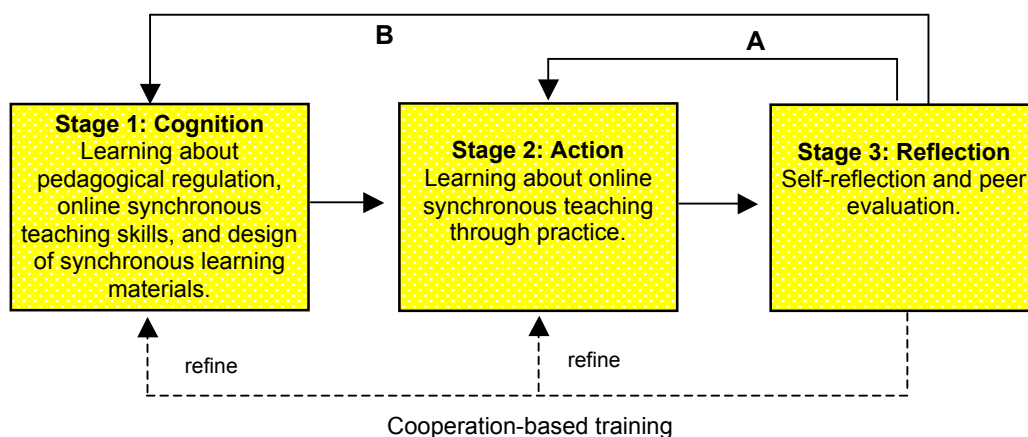 B
A
Stage 1: Cognition
Learning about
pedagogical regulation,
online synchronous
teaching skills, and design
of synchronous learning
materials.
Stage 2: Action
Learning about online
synchronous teaching
through practice.
Stage 3: Reflection
Self-reflection and peer
evaluation.
refine
refine
Cooperation-based training